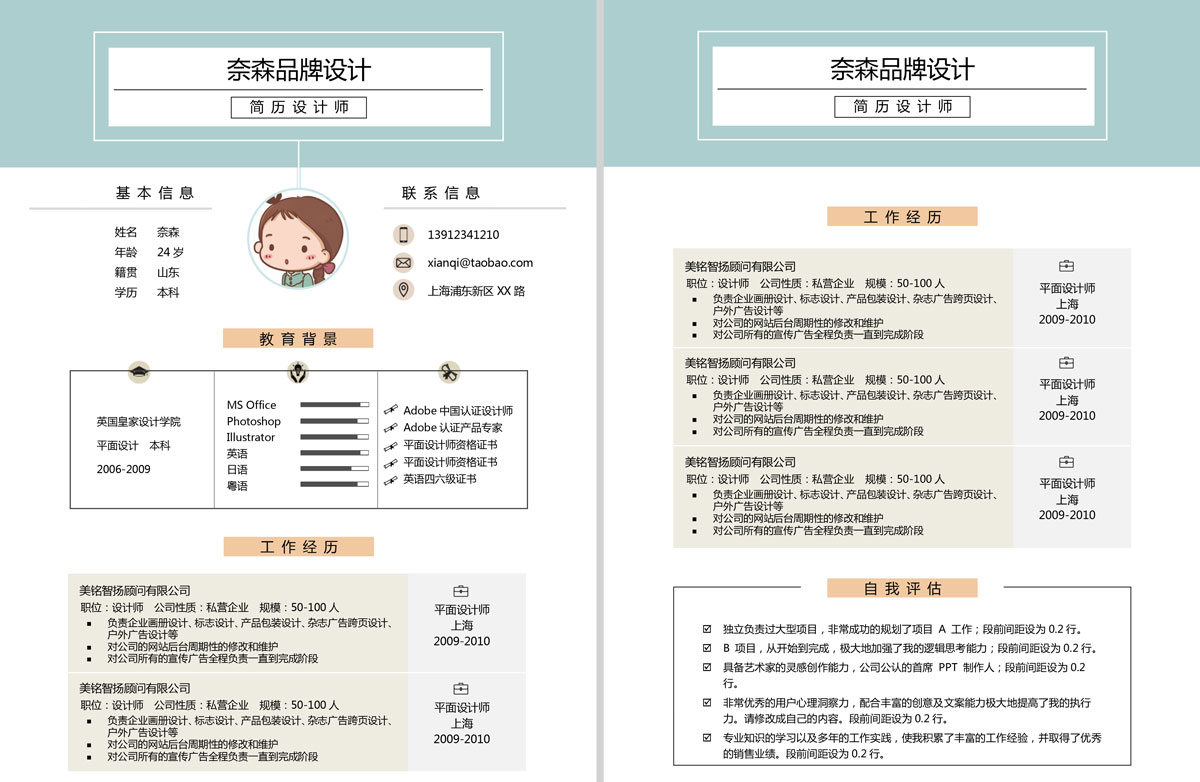 奈森品牌设计
简历设计师
基本信息
姓名 奈森
年龄 24 岁
籍贯 山东
学历 本科
联系信息
13912341210
xianqi@taobao.com
上海浦东新区 XX 路
教育背景
英国皇家设计学院
平面设计 本科
2006-2009
MS Office
Photoshop
Illustrator
英语
日语
粤语
Adobe 中国认证设计师
Adobe 认证产品专家
平面设计师资格证书
平面设计师资格证书
英语四六级证书
工作经历
美铭智扬顾问有限公司
职位：设计师 公司性质：私营企业 规模：50-100 人
▪ 负责企业画册设计、标志设计、产品包装设计、杂志广告跨页设计、
户外广告设计等
▪ 对公司的网站后台周期性的修改和维护
▪ 对公司所有的宣传广告全程负责一直到完成阶段
平面设计师
上海
2009-2010
美铭智扬顾问有限公司
职位：设计师 公司性质：私营企业 规模：50-100 人
▪ 负责企业画册设计、标志设计、产品包装设计、杂志广告跨页设计、
户外广告设计等
▪ 对公司的网站后台周期性的修改和维护
▪ 对公司所有的宣传广告全程负责一直到完成阶段
平面设计师
上海
2009-2010
奈森品牌设计
简历设计师
工作经历
美铭智扬顾问有限公司
职位：设计师 公司性质：私营企业 规模：50-100 人
▪ 负责企业画册设计、标志设计、产品包装设计、杂志广告跨页设计、
户外广告设计等
▪ 对公司的网站后台周期性的修改和维护
▪ 对公司所有的宣传广告全程负责一直到完成阶段
平面设计师
上海
2009-2010
美铭智扬顾问有限公司
职位：设计师 公司性质：私营企业 规模：50-100 人
▪ 负责企业画册设计、标志设计、产品包装设计、杂志广告跨页设计、
户外广告设计等
▪ 对公司的网站后台周期性的修改和维护
▪ 对公司所有的宣传广告全程负责一直到完成阶段
平面设计师
上海
2009-2010
美铭智扬顾问有限公司
职位：设计师 公司性质：私营企业 规模：50-100 人
▪ 负责企业画册设计、标志设计、产品包装设计、杂志广告跨页设计、
户外广告设计等
▪ 对公司的网站后台周期性的修改和维护
▪ 对公司所有的宣传广告全程负责一直到完成阶段
平面设计师
上海
2009-2010
自我评估
☑ 独立负责过大型项目，非常成功的规划了项目 A 工作；段前间距设为 0.2 行。
☑ B 项目，从开始到完成，极大地加强了我的逻辑思考能力；段前间距设为 0.2 行。
☑ 具备艺术家的灵感创作能力，公司公认的首席 PPT 制作人；段前间距设为 0.2
行。
☑ 非常优秀的用户心理洞察力，配合丰富的创意及文案能力极大地提高了我的执行
力。请修改成自己的内容。段前间距设为 0.2 行。
☑ 专业知识的学习以及多年的工作实践，使我积累了丰富的工作经验，并取得了优秀
的销售业绩。段前间距设为 0.2 行。